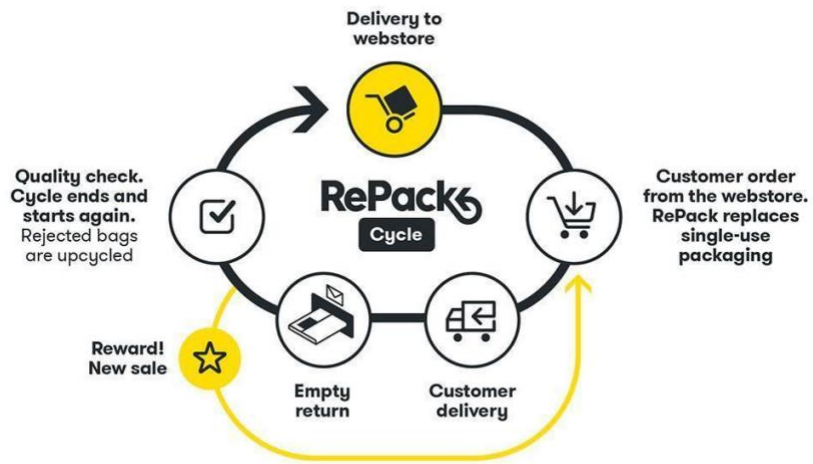 Delivery to
webstore
Customer order
from the webstore.
RePack replaces
single-use
packaging
Customer
delivery
Empty
return
Quality check.
Cycle ends and
starts again.
Rejected bags
are upcycled
Reward!
New sale
RePack
Cycle